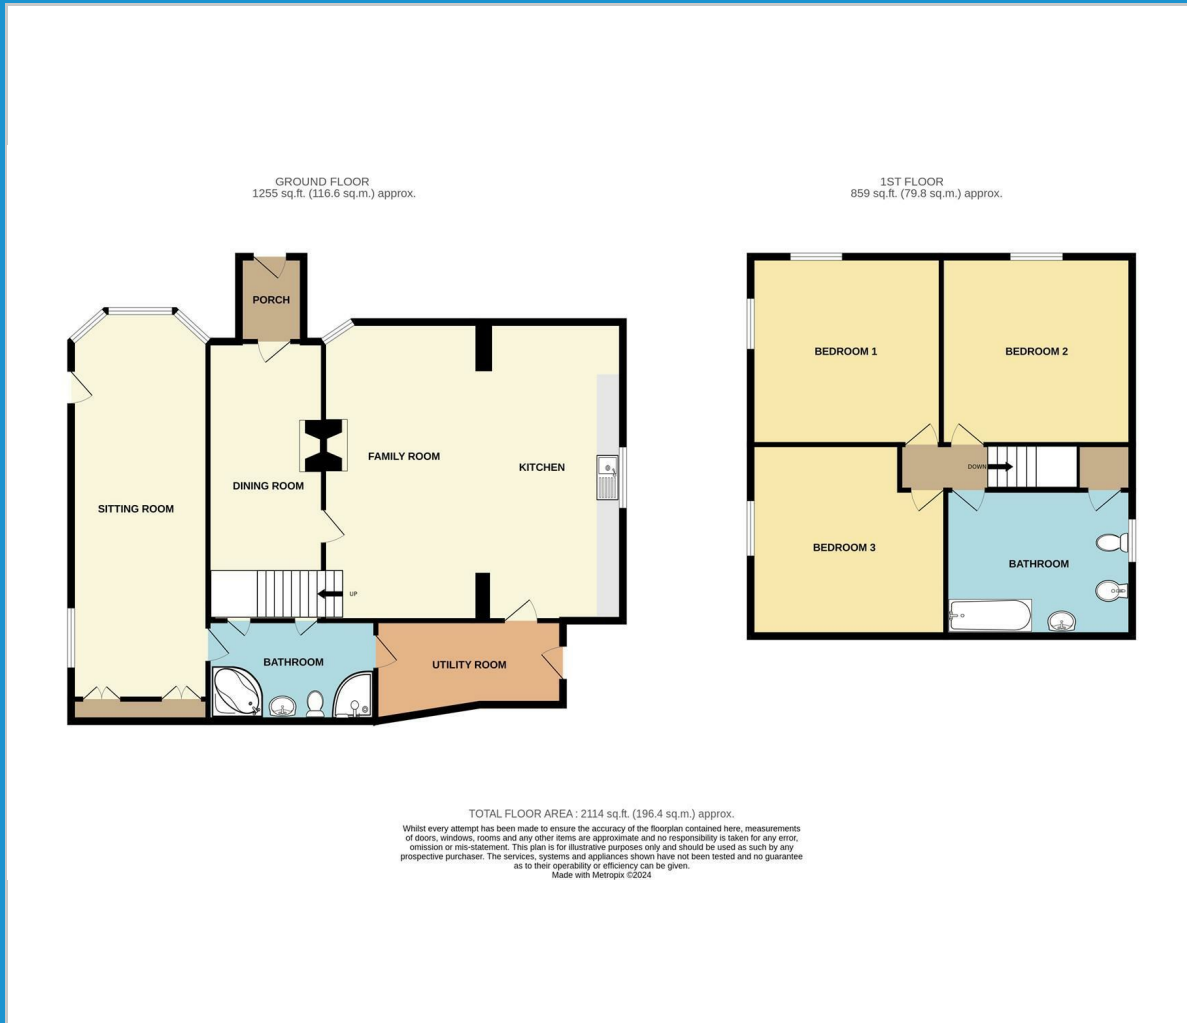 GROUND FLOOR
1255 sq.ft. (116.6 sq.m.) approx.
1ST FLOOR
859 sq.ft. (79.8 sq.m.) approx.
PORCH
SITTING ROOM
DINING ROOM
FAMILY ROOM
KITCHEN
UP
BATHROOM
UTILITY ROOM
BEDROOM 1
BEDROOM 2
DOWN
BEDROOM 3
BATHROOM
TOTAL FLOOR AREA : 2114 sq.ft. (196.4 sq.m.) approx.
Whilst every attempt has been made to ensure the accuracy of the floorplan contained here, measurements
of doors, windows, rooms and any other items are approximate and no responsibility is taken for any error,
omission or mis-statement. This plan is for illustrative purposes only and should be used as such by any
prospective purchaser. The services, systems and appliances shown have not been tested and no guarantee
as to their operability or efficiency can be given.
Made with Metropix ©2024